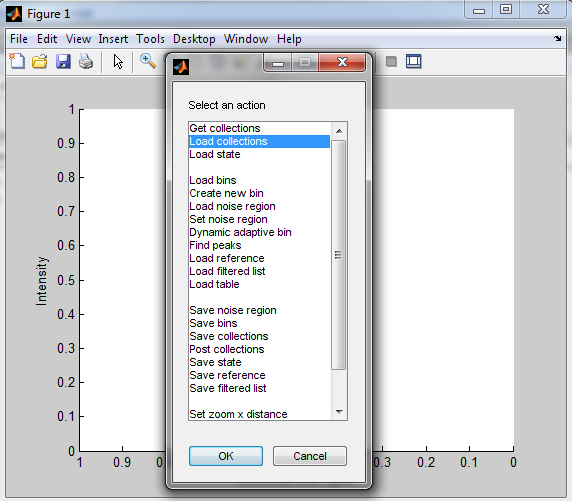 Figure 1
File Edit View Insert Tools Desktop Window Help
Select an action
Get collections
Load collections
Load state
Load bins
Create new bin
Load noise region
Set noise region
Dynamic adaptive bin
Find peaks
Load reference
Load filtered list
Load table
Save noise region
Save bins
Save collections
Post collections
Save state
Save reference
Save filtered list
Set zoom x distance
OK Cancel
Intensity
1
0.9
0.8
0.7
0.6
0.5
0.4
0.3
0.2
0.1
0
1 0.9 0.3 0.2 0.1 0